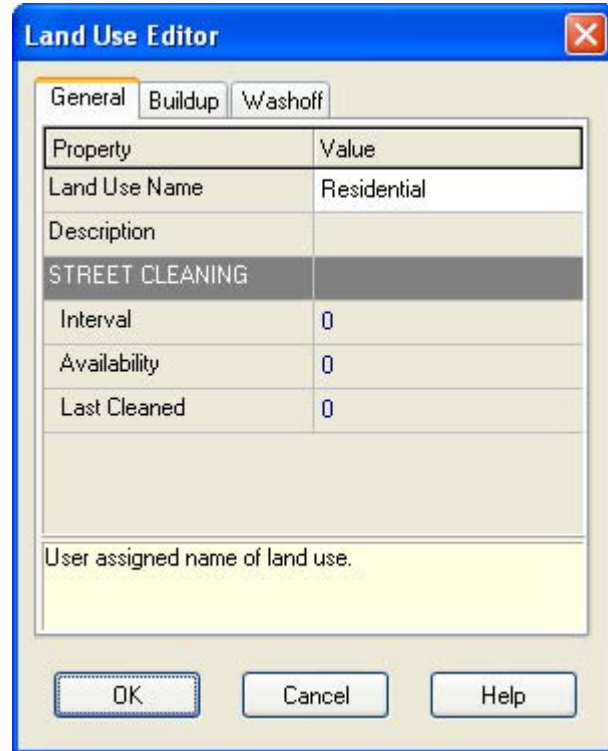 Land Use Editor
General Buildup Washoff
Property Value
Land Use Name Residential
Description
STREET CLEANING
Interval 0
Availability 0
Last Cleaned 0
User assigned name of land use.
OK Cancel Help